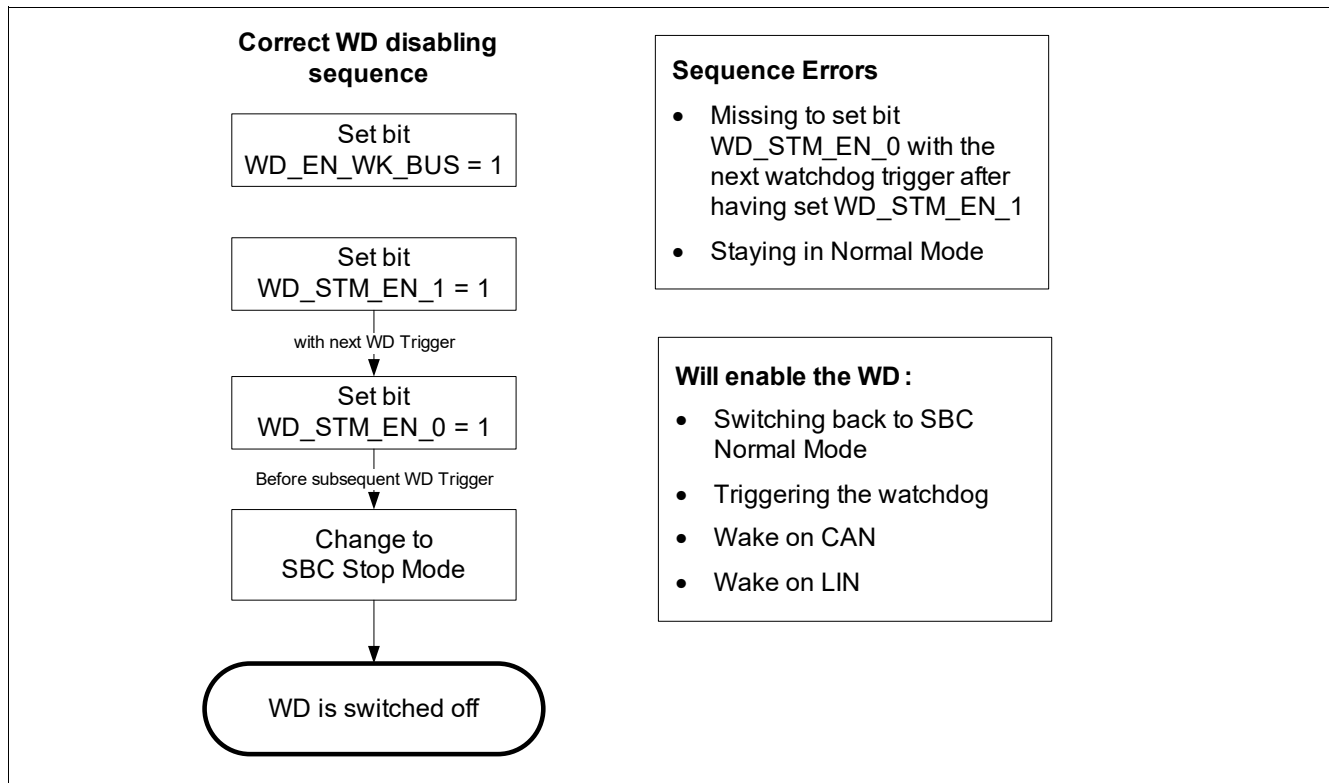 Correct WD disabling
sequence
Set bit
WD_EN_WK_BUS = 1
Set bit
WD_STM_EN_1 = 1
with next WD Trigger
Set bit
WD_STM_EN_0 = 1
Before subsequent WD Trigger
Change to
SBC Stop Mode
WD is switched off
Sequence Errors
• Missing to set bit
WD_STM_EN_0 with the
next watchdog trigger after
having set WD_STM_EN_1
• Staying in Normal Mode
Will enable the WD :
• Switching back to SBC
Normal Mode
• Triggering the watchdog
• Wake on CAN
• Wake on LIN